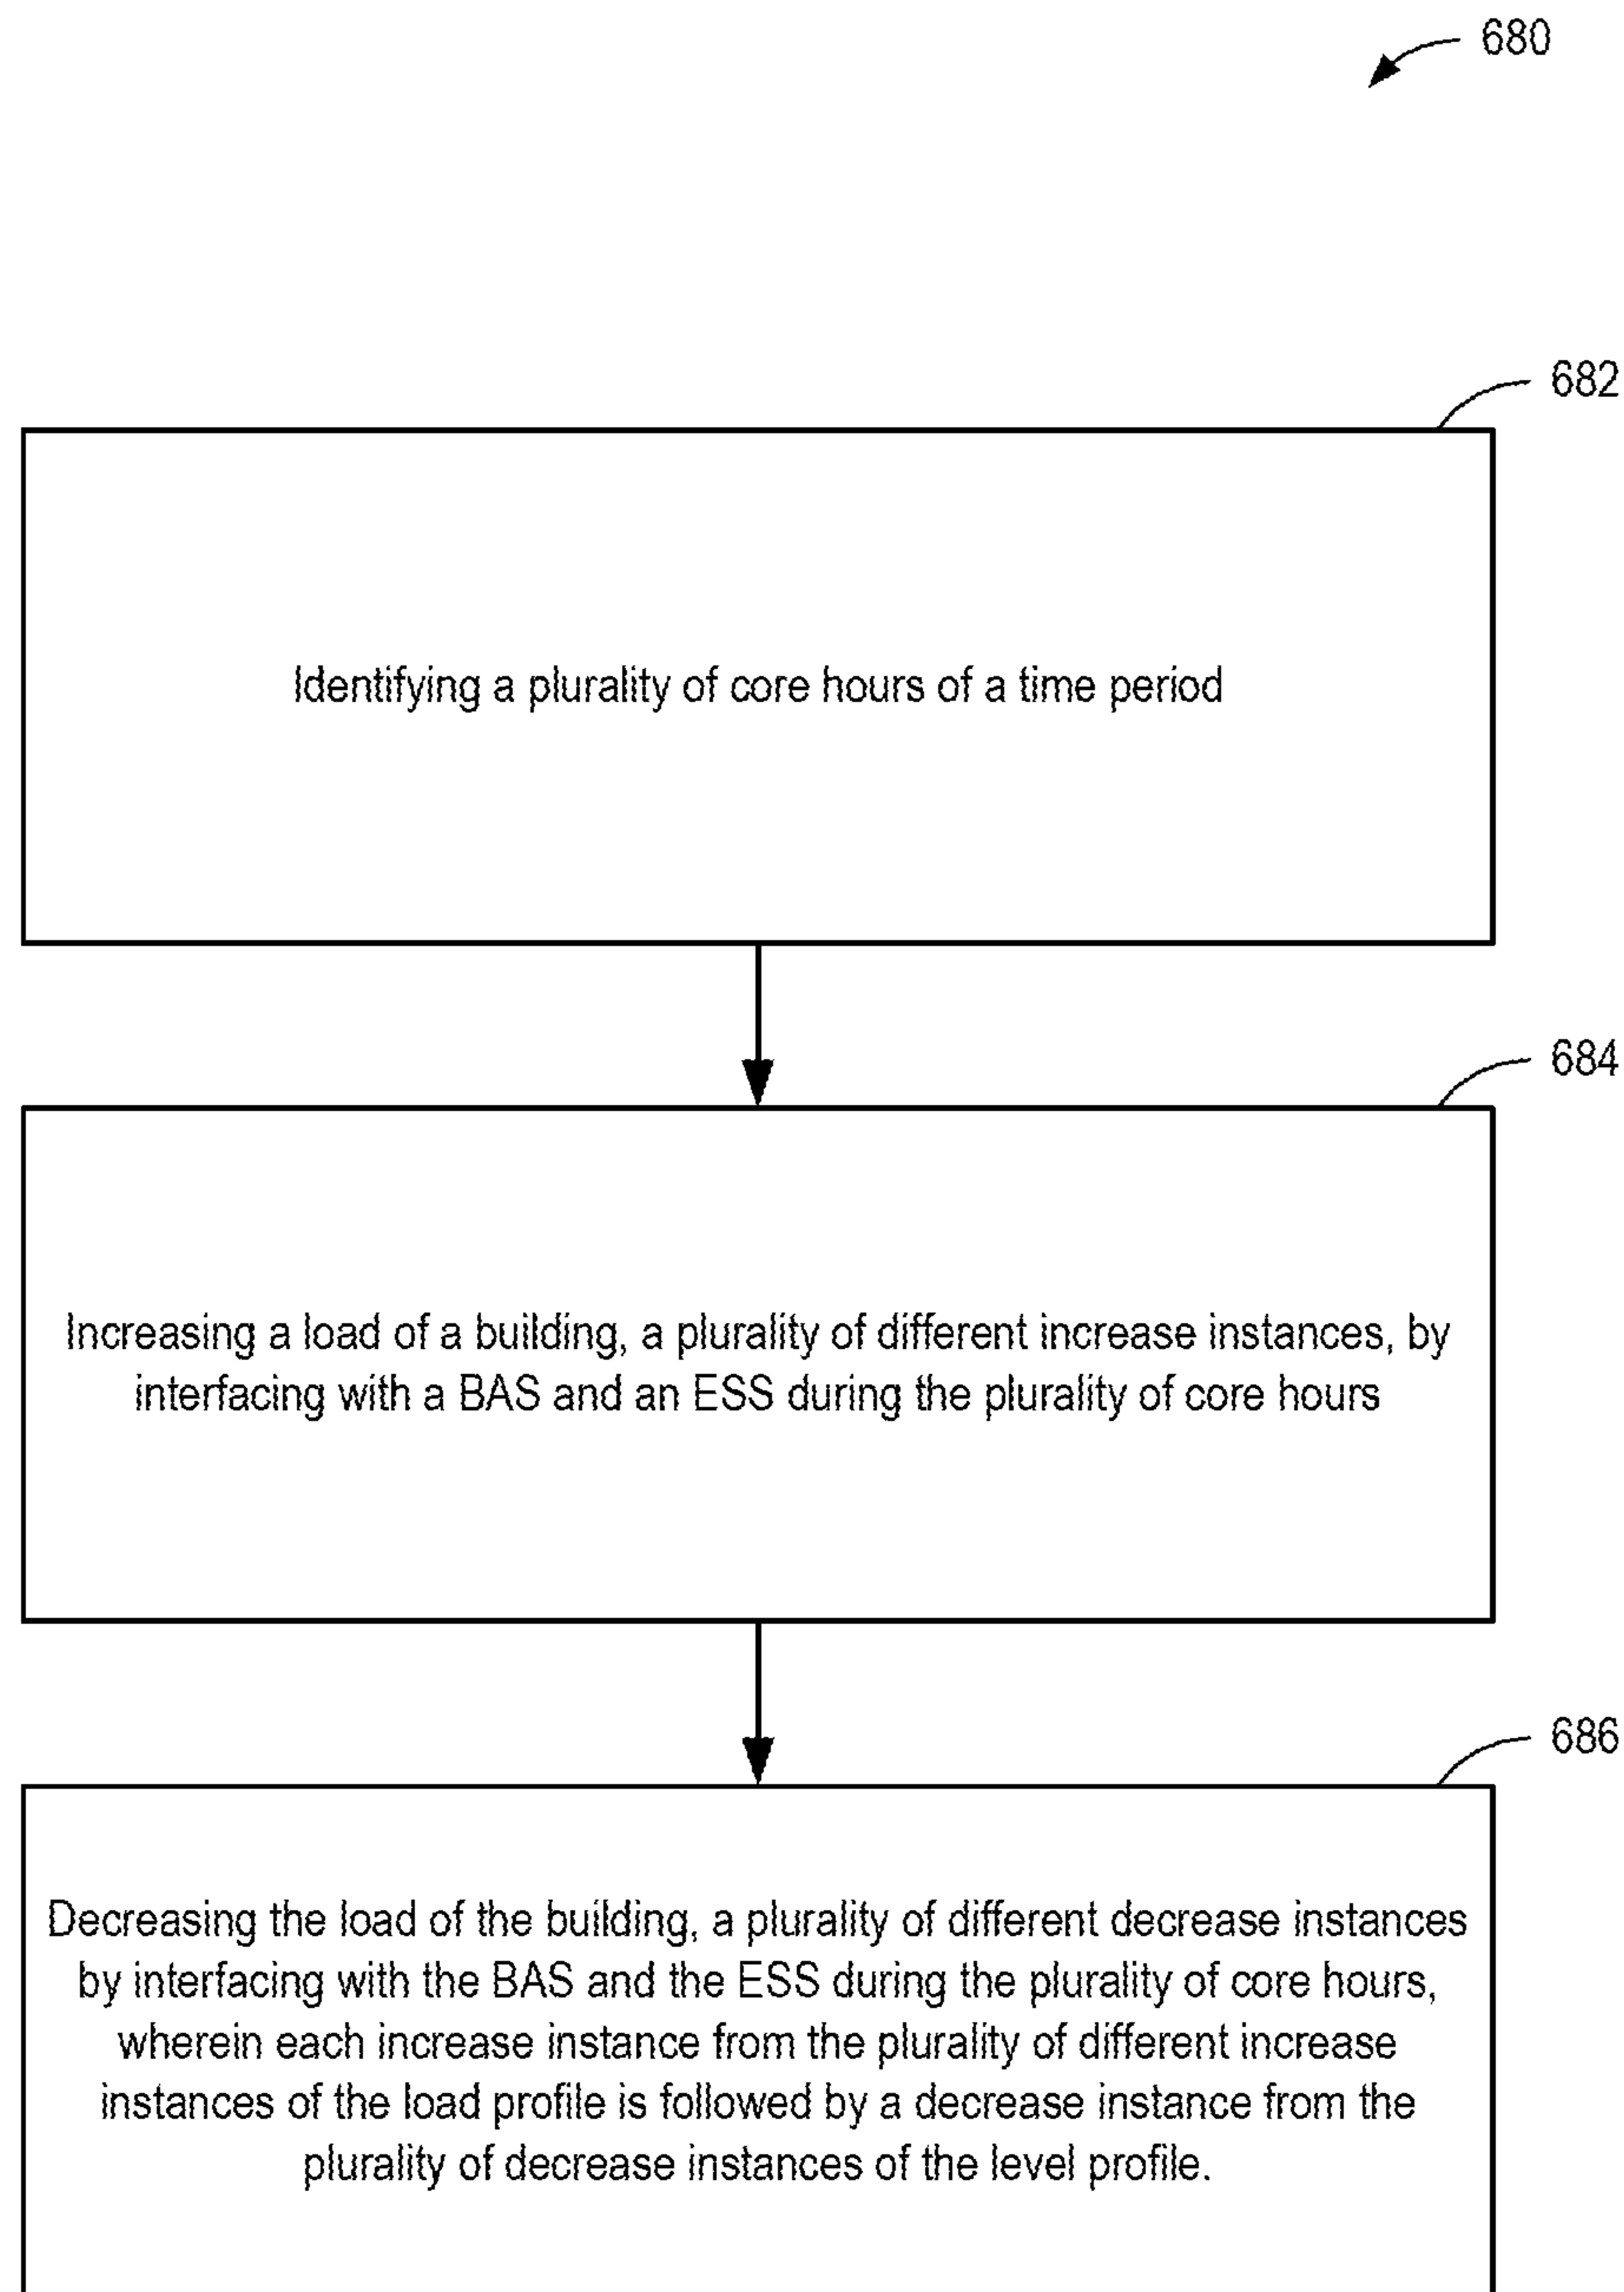 680
682
Identifying a plurality of core hours of a time period
684
Increasing a load of a building, a plurality of different increase instances, by
interfacing with a BAS and an ESS during the plurality of core hours
686
Decreasing the load of the building, a plurality of different decrease instances
by interfacing with the BAS and the ESS during the plurality of core hours,
wherein each increase instance from the plurality of different increase
instances of the load profile is followed by a decrease instance from the
plurality of decrease instances of the level profile.